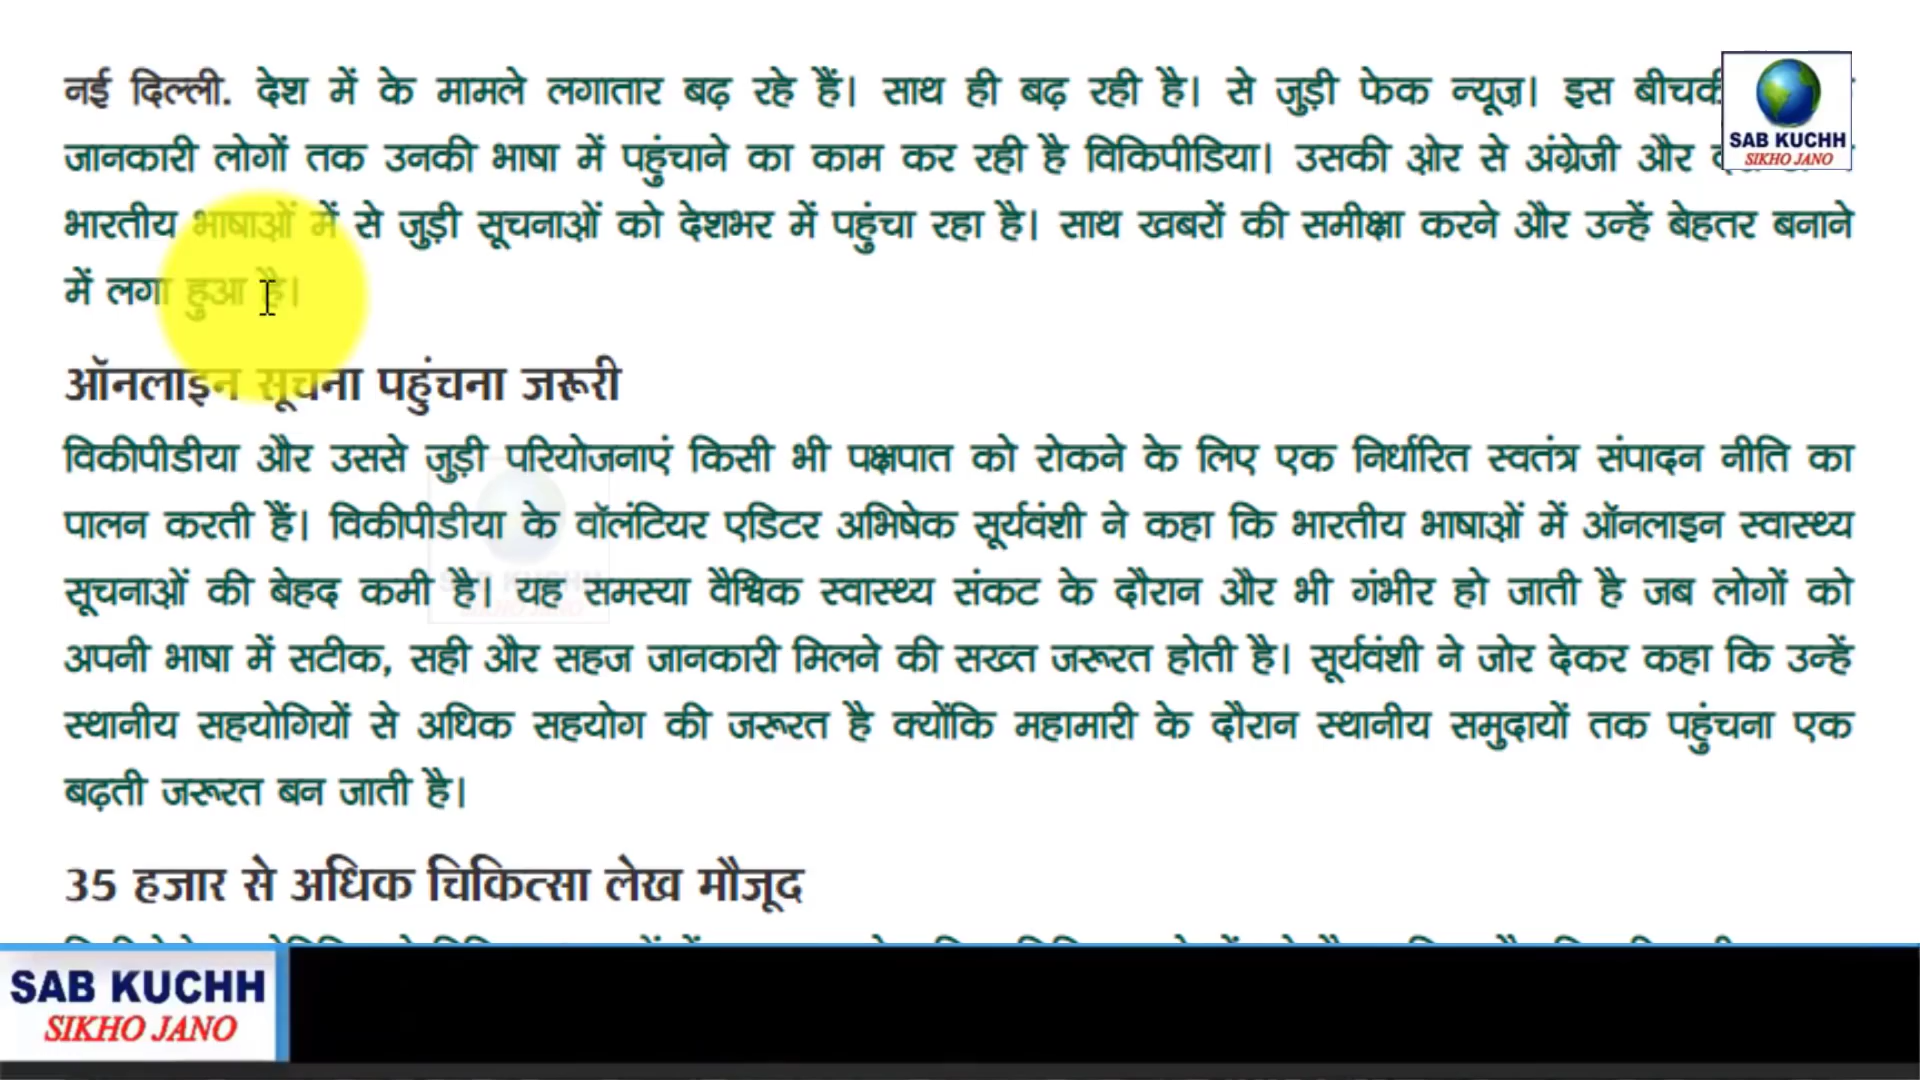 नई दिल्ली. देश में के मामले लगातार बढ़ रहे हैं। साथ ही बढ़ रही है। से जुड़ी फेक न्यूज़। इस बीचकी
जानकारी लोगों तक उनकी भाषा में पहुंचाने का काम कर रही है विकिपीडिया। उसकी ओर से अंग्रेजी और
भारतीय भाषाओं में से जुड़ी सूचनाओं को देशभर में पहुंचा रहा है। साथ खबरों की समीक्षा करने और उन्हें बेहतर बनाने
में लगा हुआ है।
SAB KUCHH
SIKHO JANO
ऑनलाइन सूचना पहुंचना जरूरी
विकीपीडीया और उससे जुड़ी परियोजनाएं किसी भी पक्षपात को रोकने के लिए एक निर्धारित स्वतंत्र संपादन नीति का
पालन करती हैं। विकीपीडीया के वॉलंटियर एडिटर अभिषेक सूर्यवंशी ने कहा कि भारतीय भाषाओं में ऑनलाइन स्वास्थ्य
सूचनाओं की बेहद कमी है। यह समस्या वैश्विक स्वास्थ्य संकट के दौरान और भी गंभीर हो जाती है जब लोगों को
अपनी भाषा में सटीक, सही और सहज जानकारी मिलने की सख्त जरूरत होती है। सूर्यवंशी ने जोर देकर कहा कि उन्हें
स्थानीय सहयोगियों से अधिक सहयोग की जरूरत है क्योंकि महामारी के दौरान स्थानीय समुदायों तक पहुंचना एक
बढ़ती जरूरत बन जाती है।
SAB KUCHH
SIKHO JANO
35 हजार से अधिक चिकित्सा लेख मौजूद
SAB KUCHH
SIKHO JANO